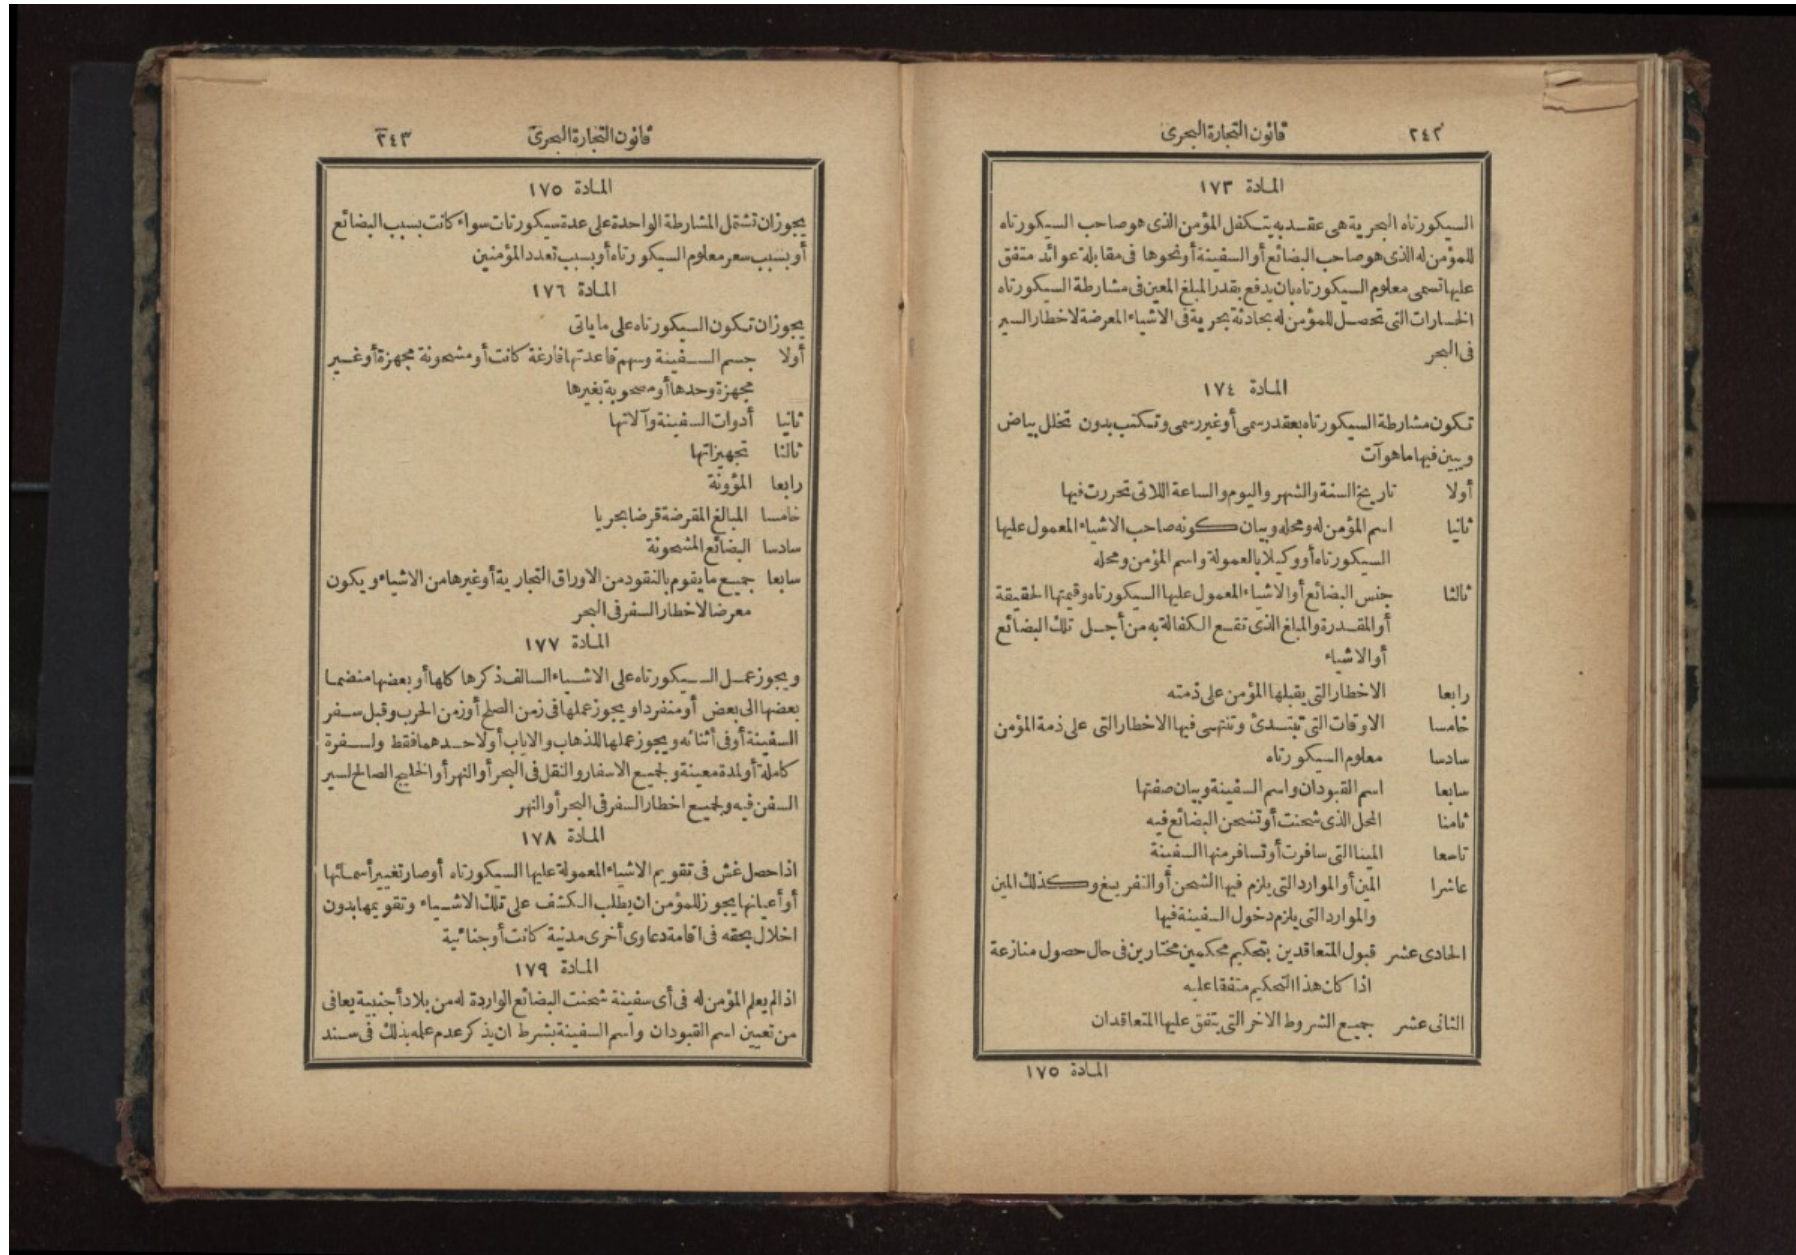 ٢٤٢
قانون التجارة البحرى
المادة ١٧٣
السيكورتاه البحرية هى عقد به يتكفل المؤمن الذى هو صاحب السيكورتاه
للمؤمن له الذى هو صاحب البضائع أو السفينة أو نحوها فى مقابلة عوائد متفق
عليها تسمى معلوم السيكورتاه بان يدفع بقدر المبلغ المعين فى مشارطة السيكورتاه
الخسارات التى تحصل للمؤمن له بحادثة بحرية فى الاشياء المعرضة لاخطار السير
فى البحر
المادة ١٧٤
تكون مشارطة السيكورتاه بعقد رسمى أو غير رسمى وتكتب بدون تخلل بياض
ويبين فيها ما هو آت
أولا تاريخ السنة والشهر واليوم والساعة اللاتى تحررت فيها
ثانيا اسم المؤمن له ومحله وبيان كونه صاحب الاشياء المعمول عليها
السيكورتاه أو وكيلا بالعمولة واسم المؤمن ومحله
ثالثا جنس البضائع أو الاشياء المعمول عليها السيكورتاه وقيمتها الحقيقة
أو المقدرة والمبلغ الذى تقع الكفالة به من أجل تلك البضائع
أو الاشياء
رابعا الاخطار التى يقبلها المؤمن على ذمته
خامسا الاوقات التى تبتدئ وتنتهى فيها الاخطار التى على ذمة المؤمن
سادسا معلوم السيكورتاه
سابعا اسم القبودان واسم السفينة وبيان صفتها
ثامنا المحل الذى شحنت أو تشحن البضائع فيه
تاسعا المينا التى سافرت أو تسافر منها السفينة
عاشرا المين أو الموارد التى يلزم فيها الشحن أو التفريغ وكذلك المين
والموارد التى يلزم دخول السفينة فيها
الحادى عشر قبول المتعاقدين بتحكيم محكمين مختارين فى حال حصول منازعة
اذا كان هذا التحكيم متفقا عليه
الثانى عشر جميع الشروط الاخر التى يتفق عليها المتعاقدان
المادة ١٧٥
قانون التجارة البحرى
٢٤٣
المادة ١٧٥
يجوز ان تشتمل المشارطة الواحدة على عدة سيكورتات سواء كانت بسبب البضائع
أو بسبب سعر معلوم السيكورتاه أو بسبب تعدد المؤمنين
المادة ١٧٦
يجوز ان تكون السيكورتاه على ما ياتى
أولا جسم السفينة وسهم قاعدتها فارغة كانت أو مشحونة مجهزة أو غير
مجهزة وحدها أو مصحوبة بغيرها
ثانيا أدوات السفينة وآلاتها
ثالثا تجهيزاتها
رابعا المؤونة
خامسا المبالغ المقرضة قرضا بحريا
سادسا البضائع المشحونة
سابعا جميع ما يقوم بالنقود من الاوراق التجارية أو غيرها من الاشياء ويكون
معرضا لاخطار السفر فى البحر
المادة ١٧٧
ويجوز عمل السيكورتاه على الاشياء السالف ذكرها كلها أو بعضها منضما
بعضها الى بعض أو منفردا ويجوز عملها فى زمن الصلح أو زمن الحرب وقبل سفر
السفينة أو فى أثنائه ويجوز عملها للذهاب والاياب أو لاحدهما فقط ولسفرة
كاملة أو لمدة معينة ولجميع الاسفار والنقل فى البحر أو النهر أو الخليج الصالح لسير
السفن فيه ولجميع اخطار السفر فى البحر أو النهر
المادة ١٧٨
اذا حصل غش فى تقويم الاشياء المعمولة عليها السيكورتاه أو صار تغيير أسمائها
أو أعيانها يجوز للمؤمن ان يطلب الكشف على تلك الاشياء وتقويمها بدون
اخلال بحقه فى اقامة دعاوى أخرى مدنية كانت أو جنائية
المادة ١٧٩
اذا لم يعلم المؤمن له فى أى سفينة شحنت البضائع الواردة له من بلاد أجنبية يعافى
من تعيين اسم القبودان واسم السفينة بشرط ان يذكر عدم علمه بذلك فى سند